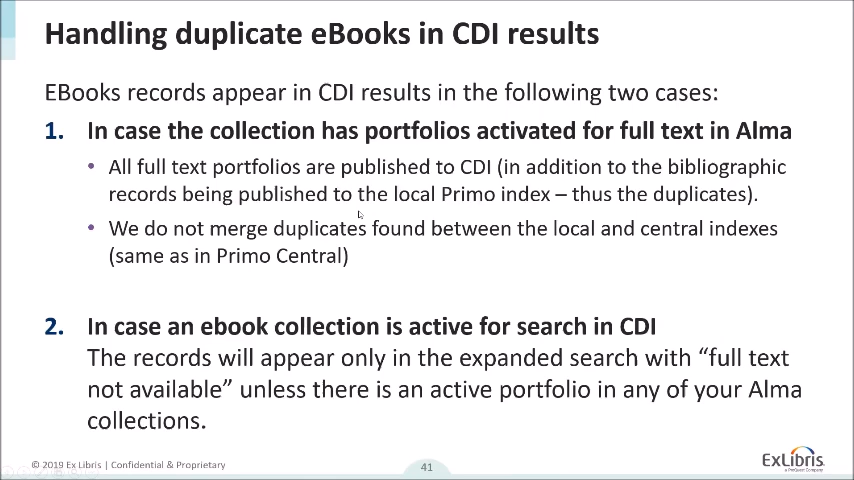 Handling duplicate eBooks in CDI results
EBooks records appear in CDI results in the following two cases:
1. In case the collection has portfolios activated for full text in Alma
• All full text portfolios are published to CDI (in addition to the bibliographic
records being published to the local Primo index – thus the duplicates).
• We do not merge duplicates found between the local and central indexes
(same as in Primo Central)
2. In case an ebook collection is active for search in CDI
The records will appear only in the expanded search with “full text
not available” unless there is an active portfolio in any of your Alma
collections.
© 2019 Ex Libris | Confidential & Proprietary
41
ExLibris
a ProQuest Company